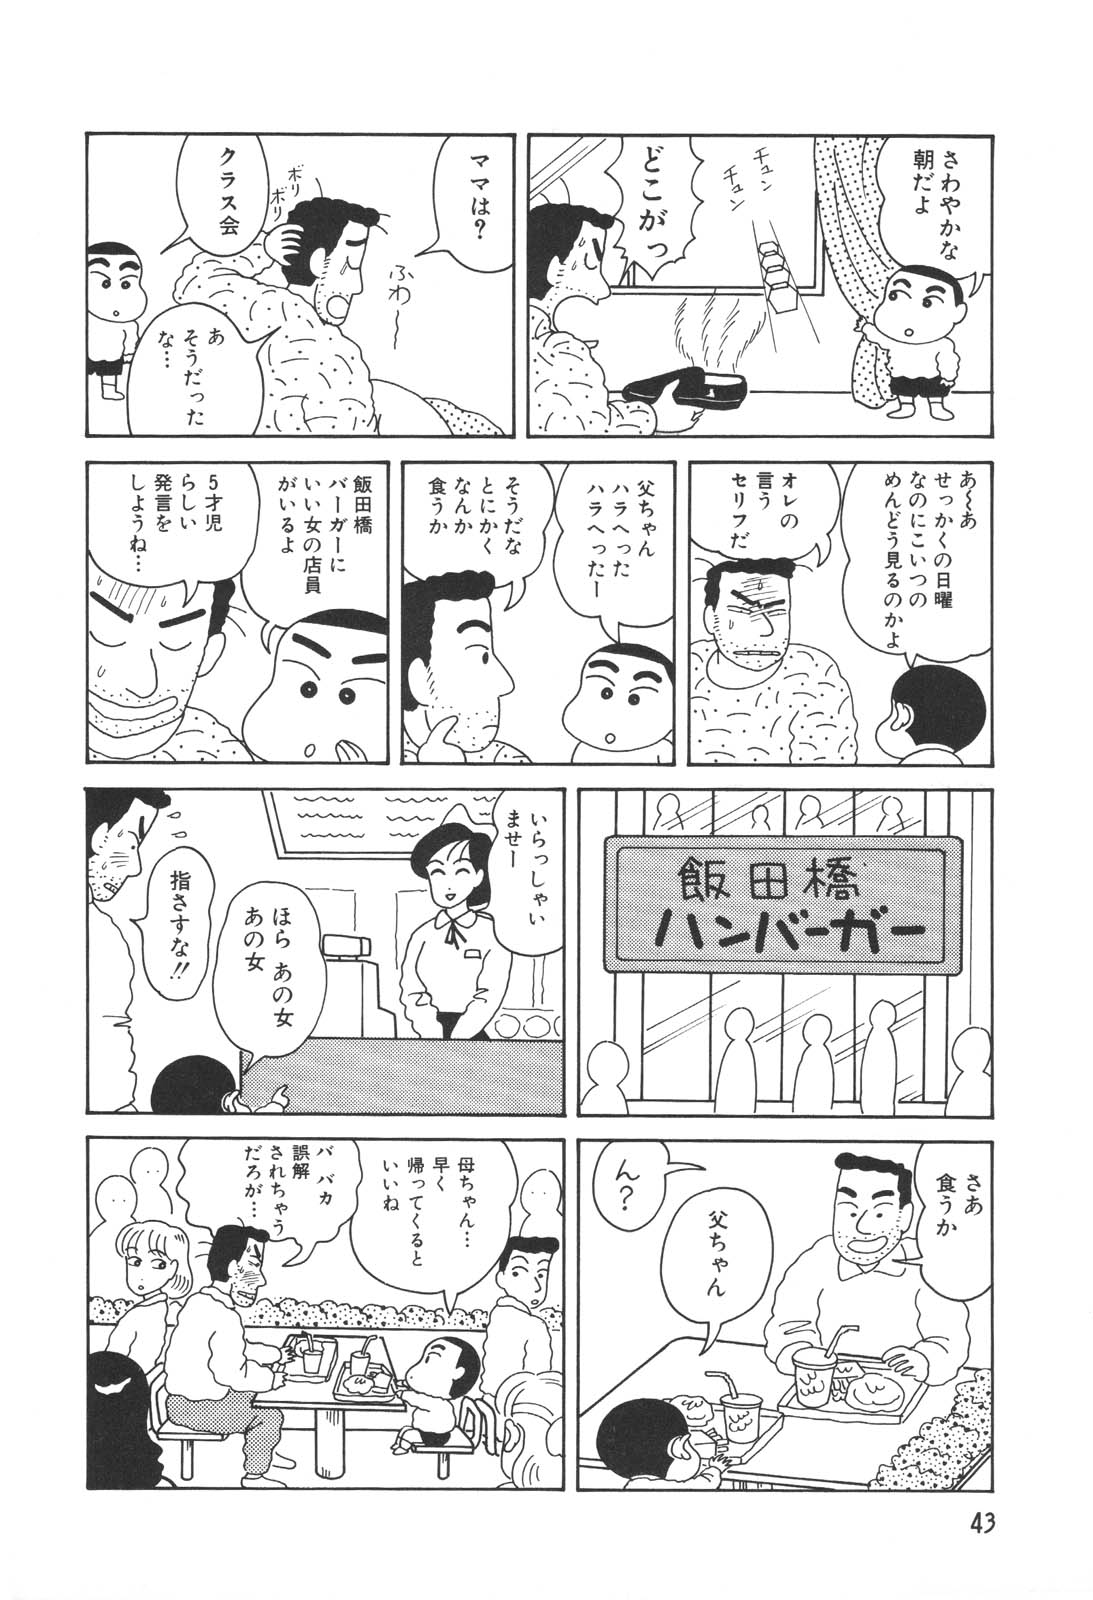 さわやかな
朝だよ
チュン
チュン
どこがっ
ママは？
ボリ
ボリ
クラス会
ふわ〜
あ
そうだった
な…
あ〜あ
せっかくの日曜
なのにこいつの
めんどう見るのかよ
オレの
言う
セリフだ
父ちゃん
ハラへった
ハラへったー
そうだな
とにかく
なんか
食うか
飯田橋
バーガーに
いい女の店員
がいるよ
5才児
らしい
発言を
しようね…
飯田橋
ハンバーガー
いらっしゃい
ませー
ほら あの女
あの女
指さすな!!
さあ
食うか
父ちゃん
ん？
母ちゃん…
早く
帰ってくると
いいね
バ バカ
誤解
されちゃう
だろが…
43